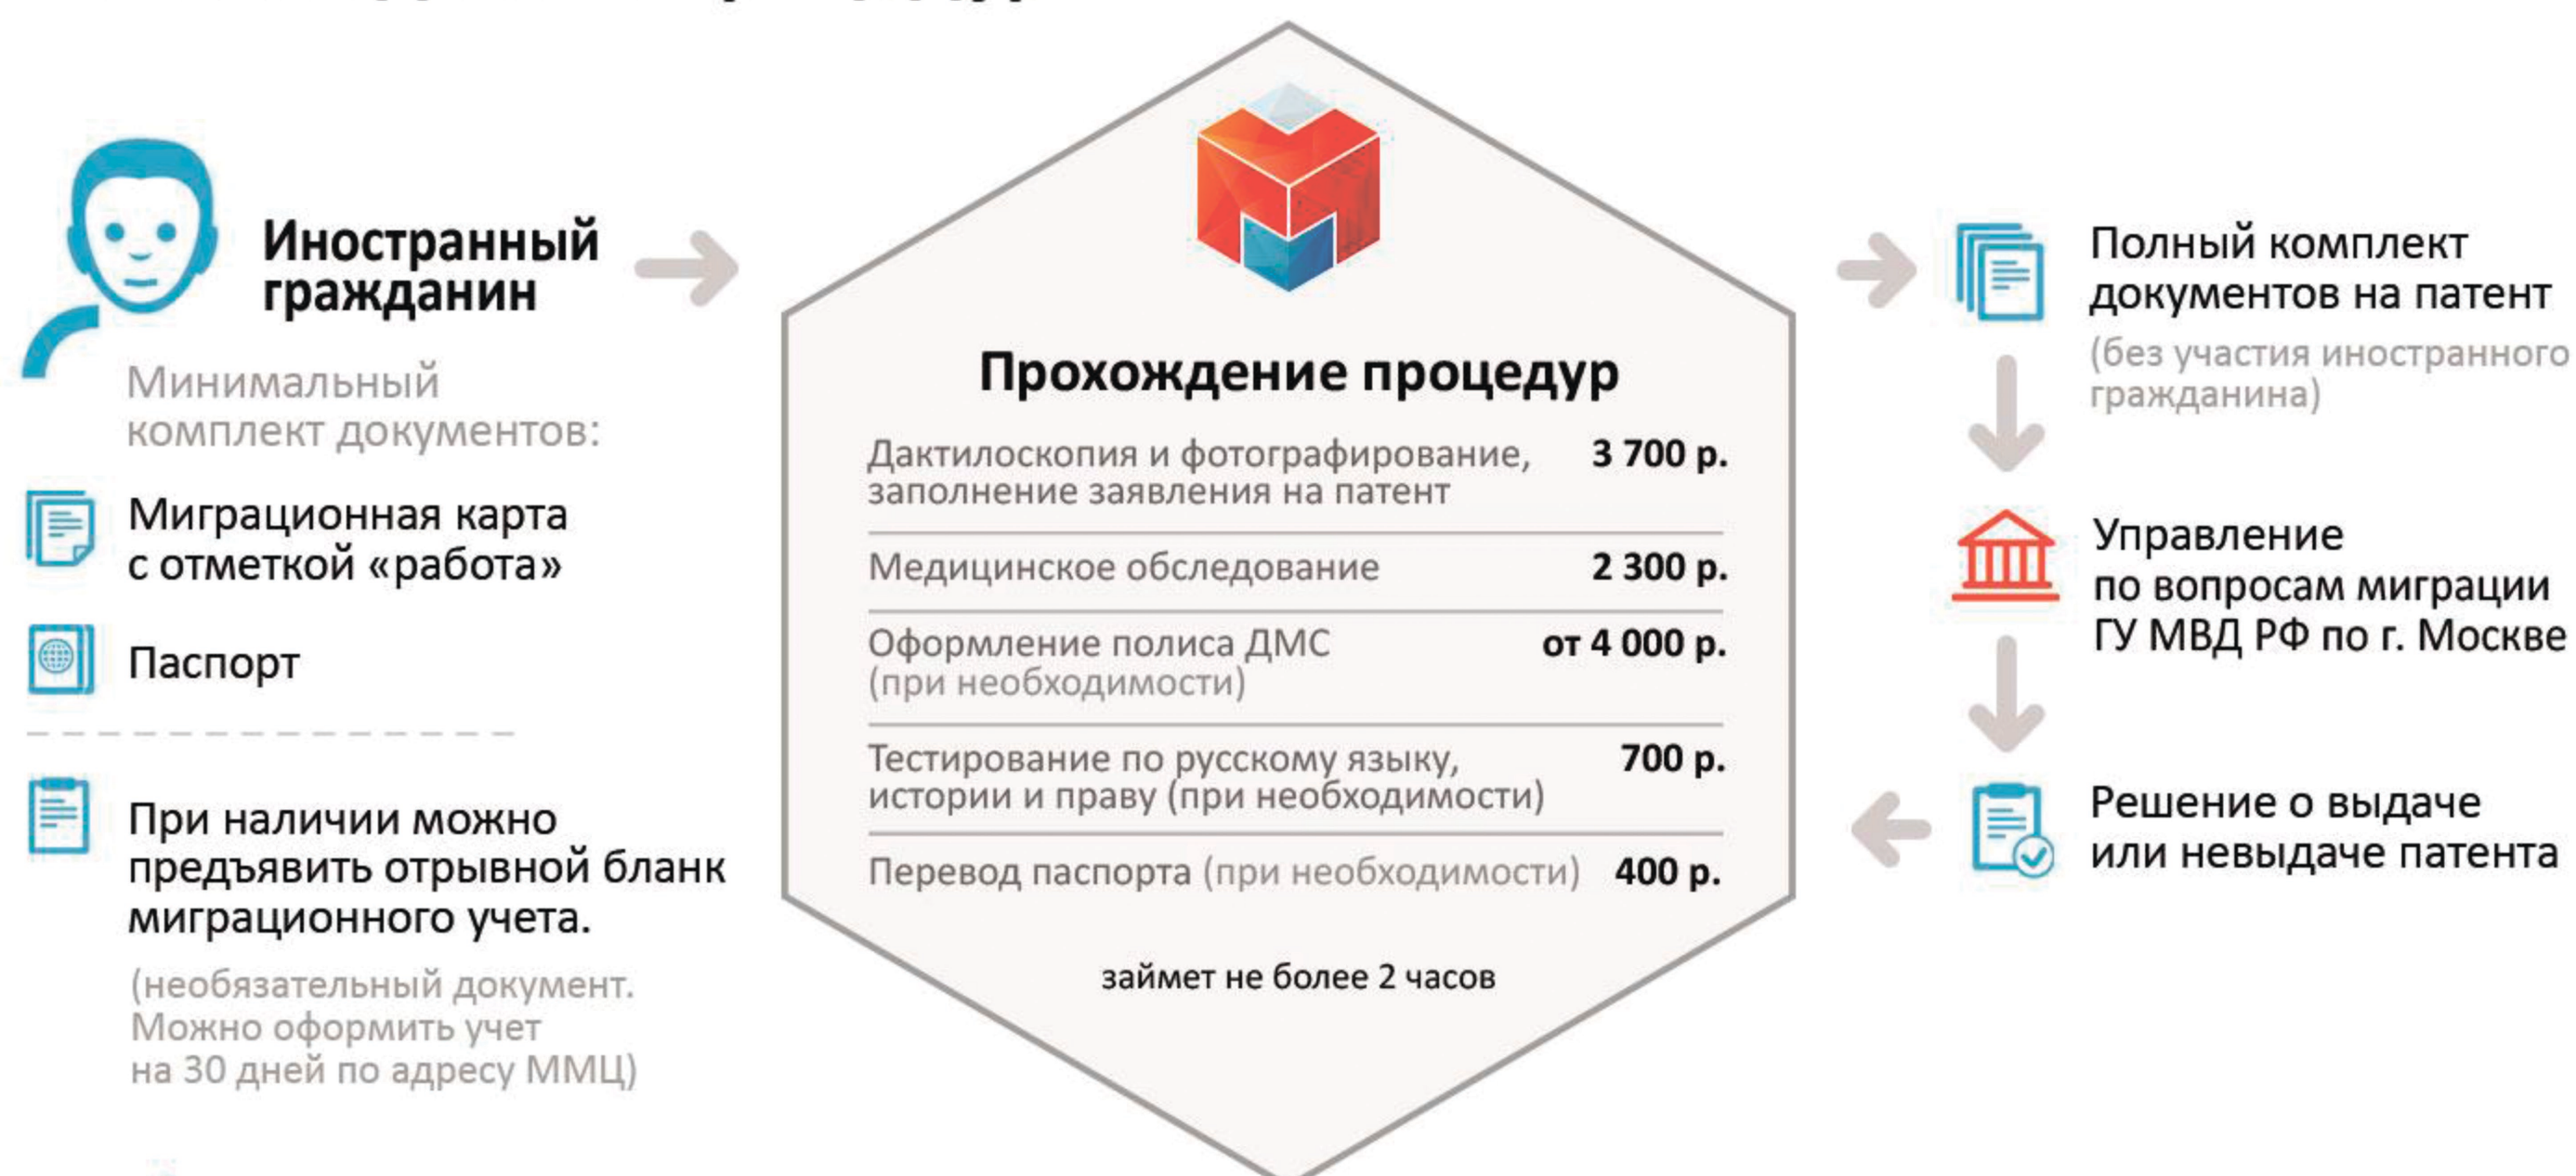 Иностранный
гражданин
Минимальный
комплект документов:
Миграционная карта
с отметкой «работа»
Паспорт
При наличии можно
предъявить отрывной бланк
миграционного учета.
(необязательный документ.
Можно оформить учет
на 30 дней по адресу ММЦ)
Прохождение процедур
Дактилоскопия и фотографирование, 3 700 р.
заполнение заявления на патент
Медицинское обследование 2 300 р.
Оформление полиса ДМС от 4 000 р.
(при необходимости)
Тестирование по русскому языку, 700 р.
истории и праву (при необходимости)
Перевод паспорта (при необходимости) 400 р.
займет не более 2 часов
Полный комплект
документов на патент
(без участия иностранного
гражданина)
Управление
по вопросам миграции
ГУ МВД РФ по г. Москве
Решение о выдаче
или невыдаче патента